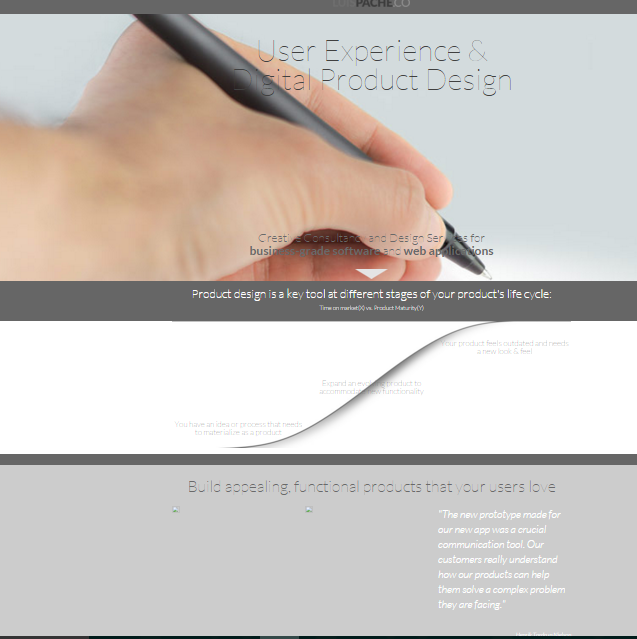 PACHECO
User Experience &
Digital Product Design
Creative Consultancy and Design Services for
business-grade software and web applications
Product design is a key tool at different stages of your product's life cycle:
Time on market(X) vs. Product Maturity(Y)
Your product feels outdated and needs
a new look & feel
Expand an existing product to
accommodate new functionality
You have an idea or process that needs
to materialize as a product
Build appealing, functional products that your users love
"The new prototype made for
our new app was a crucial
communication tool. Our
customers really understand
how our products can help
them solve a complex problem
they are facing."